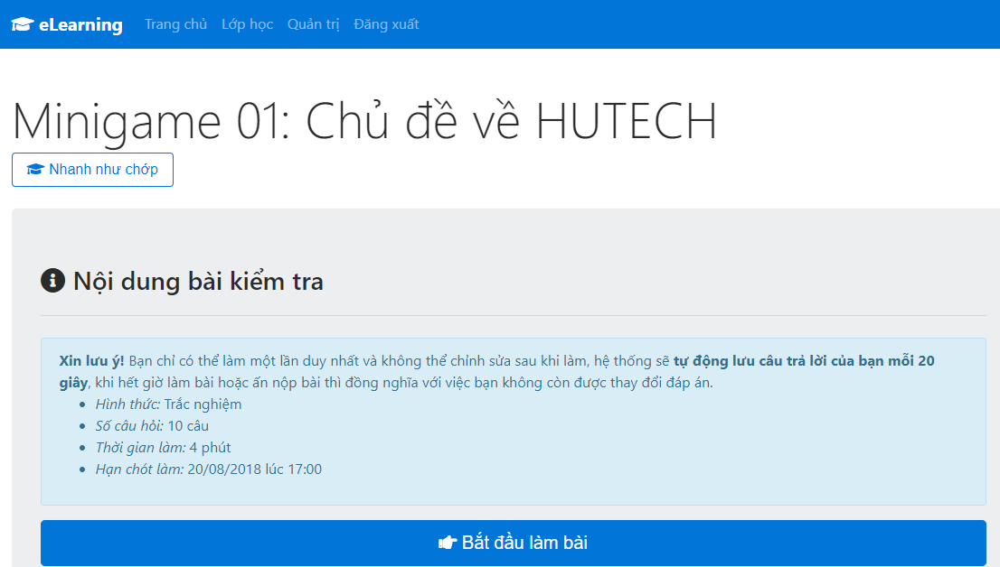 eLearning Trang chủ Lớp học Quản trị Đăng xuất
Minigame 01: Chủ đề về HUTECH
Nhanh như chớp
Nội dung bài kiểm tra
Xin lưu ý! Bạn chỉ có thể làm một lần duy nhất và không thể chỉnh sửa sau khi làm, hệ thống sẽ tự động lưu câu trả lời của bạn mỗi 20
giây, khi hết giờ làm bài hoặc ấn nộp bài thì đồng nghĩa với việc bạn không còn được thay đổi đáp án.
• Hình thức: Trắc nghiệm
• Số câu hỏi: 10 câu
• Thời gian làm: 4 phút
• Hạn chót làm: 20/08/2018 lúc 17:00
Bắt đầu làm bài